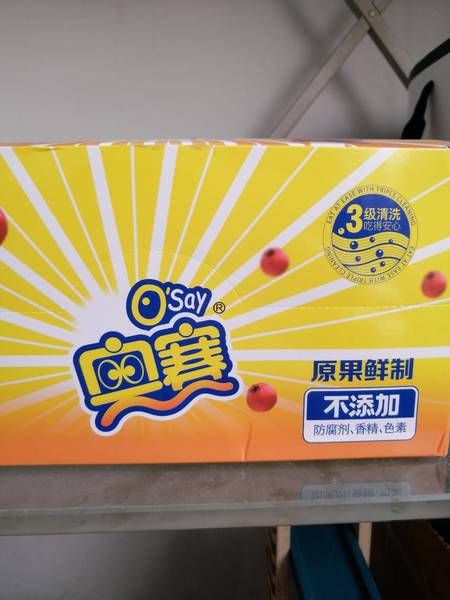 EAT AT EASE WITH TRIPLE CLEANING
3级清洗
吃得安心
EAT AT EASE WITH TRIPLE CLEANING
O'Say®
奥赛
原果鲜制
不添加
防腐剂、香精、色素